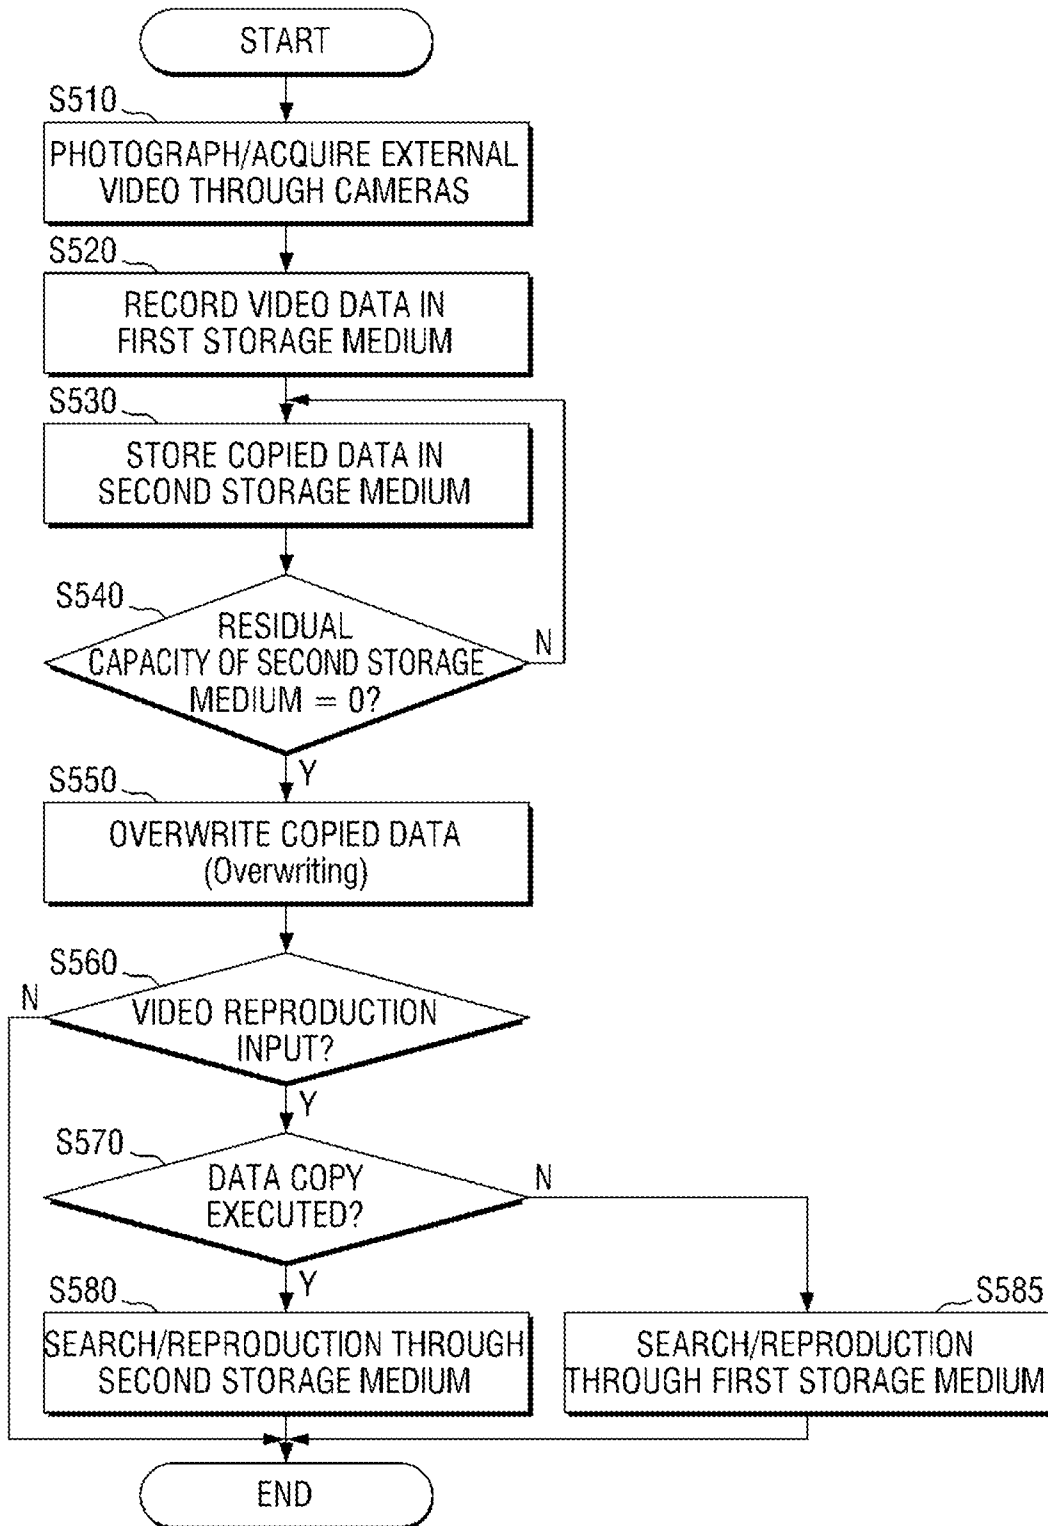 START
S510
PHOTOGRAPH/ACQUIRE EXTERNAL
VIDEO THROUGH CAMERAS
S520
RECORD VIDEO DATA IN
FIRST STORAGE MEDIUM
S530
STORE COPIED DATA IN
SECOND STORAGE MEDIUM
S540
RESIDUAL
CAPACITY OF SECOND STORAGE
MEDIUM = 0?
N
Y
S550
OVERWRITE COPIED DATA
(Overwriting)
S560
N
VIDEO REPRODUCTION
INPUT?
Y
S570
DATA COPY
EXECUTED?
N
Y
S580
SEARCH/REPRODUCTION THROUGH
SECOND STORAGE MEDIUM
S585
SEARCH/REPRODUCTION
THROUGH FIRST STORAGE MEDIUM
END